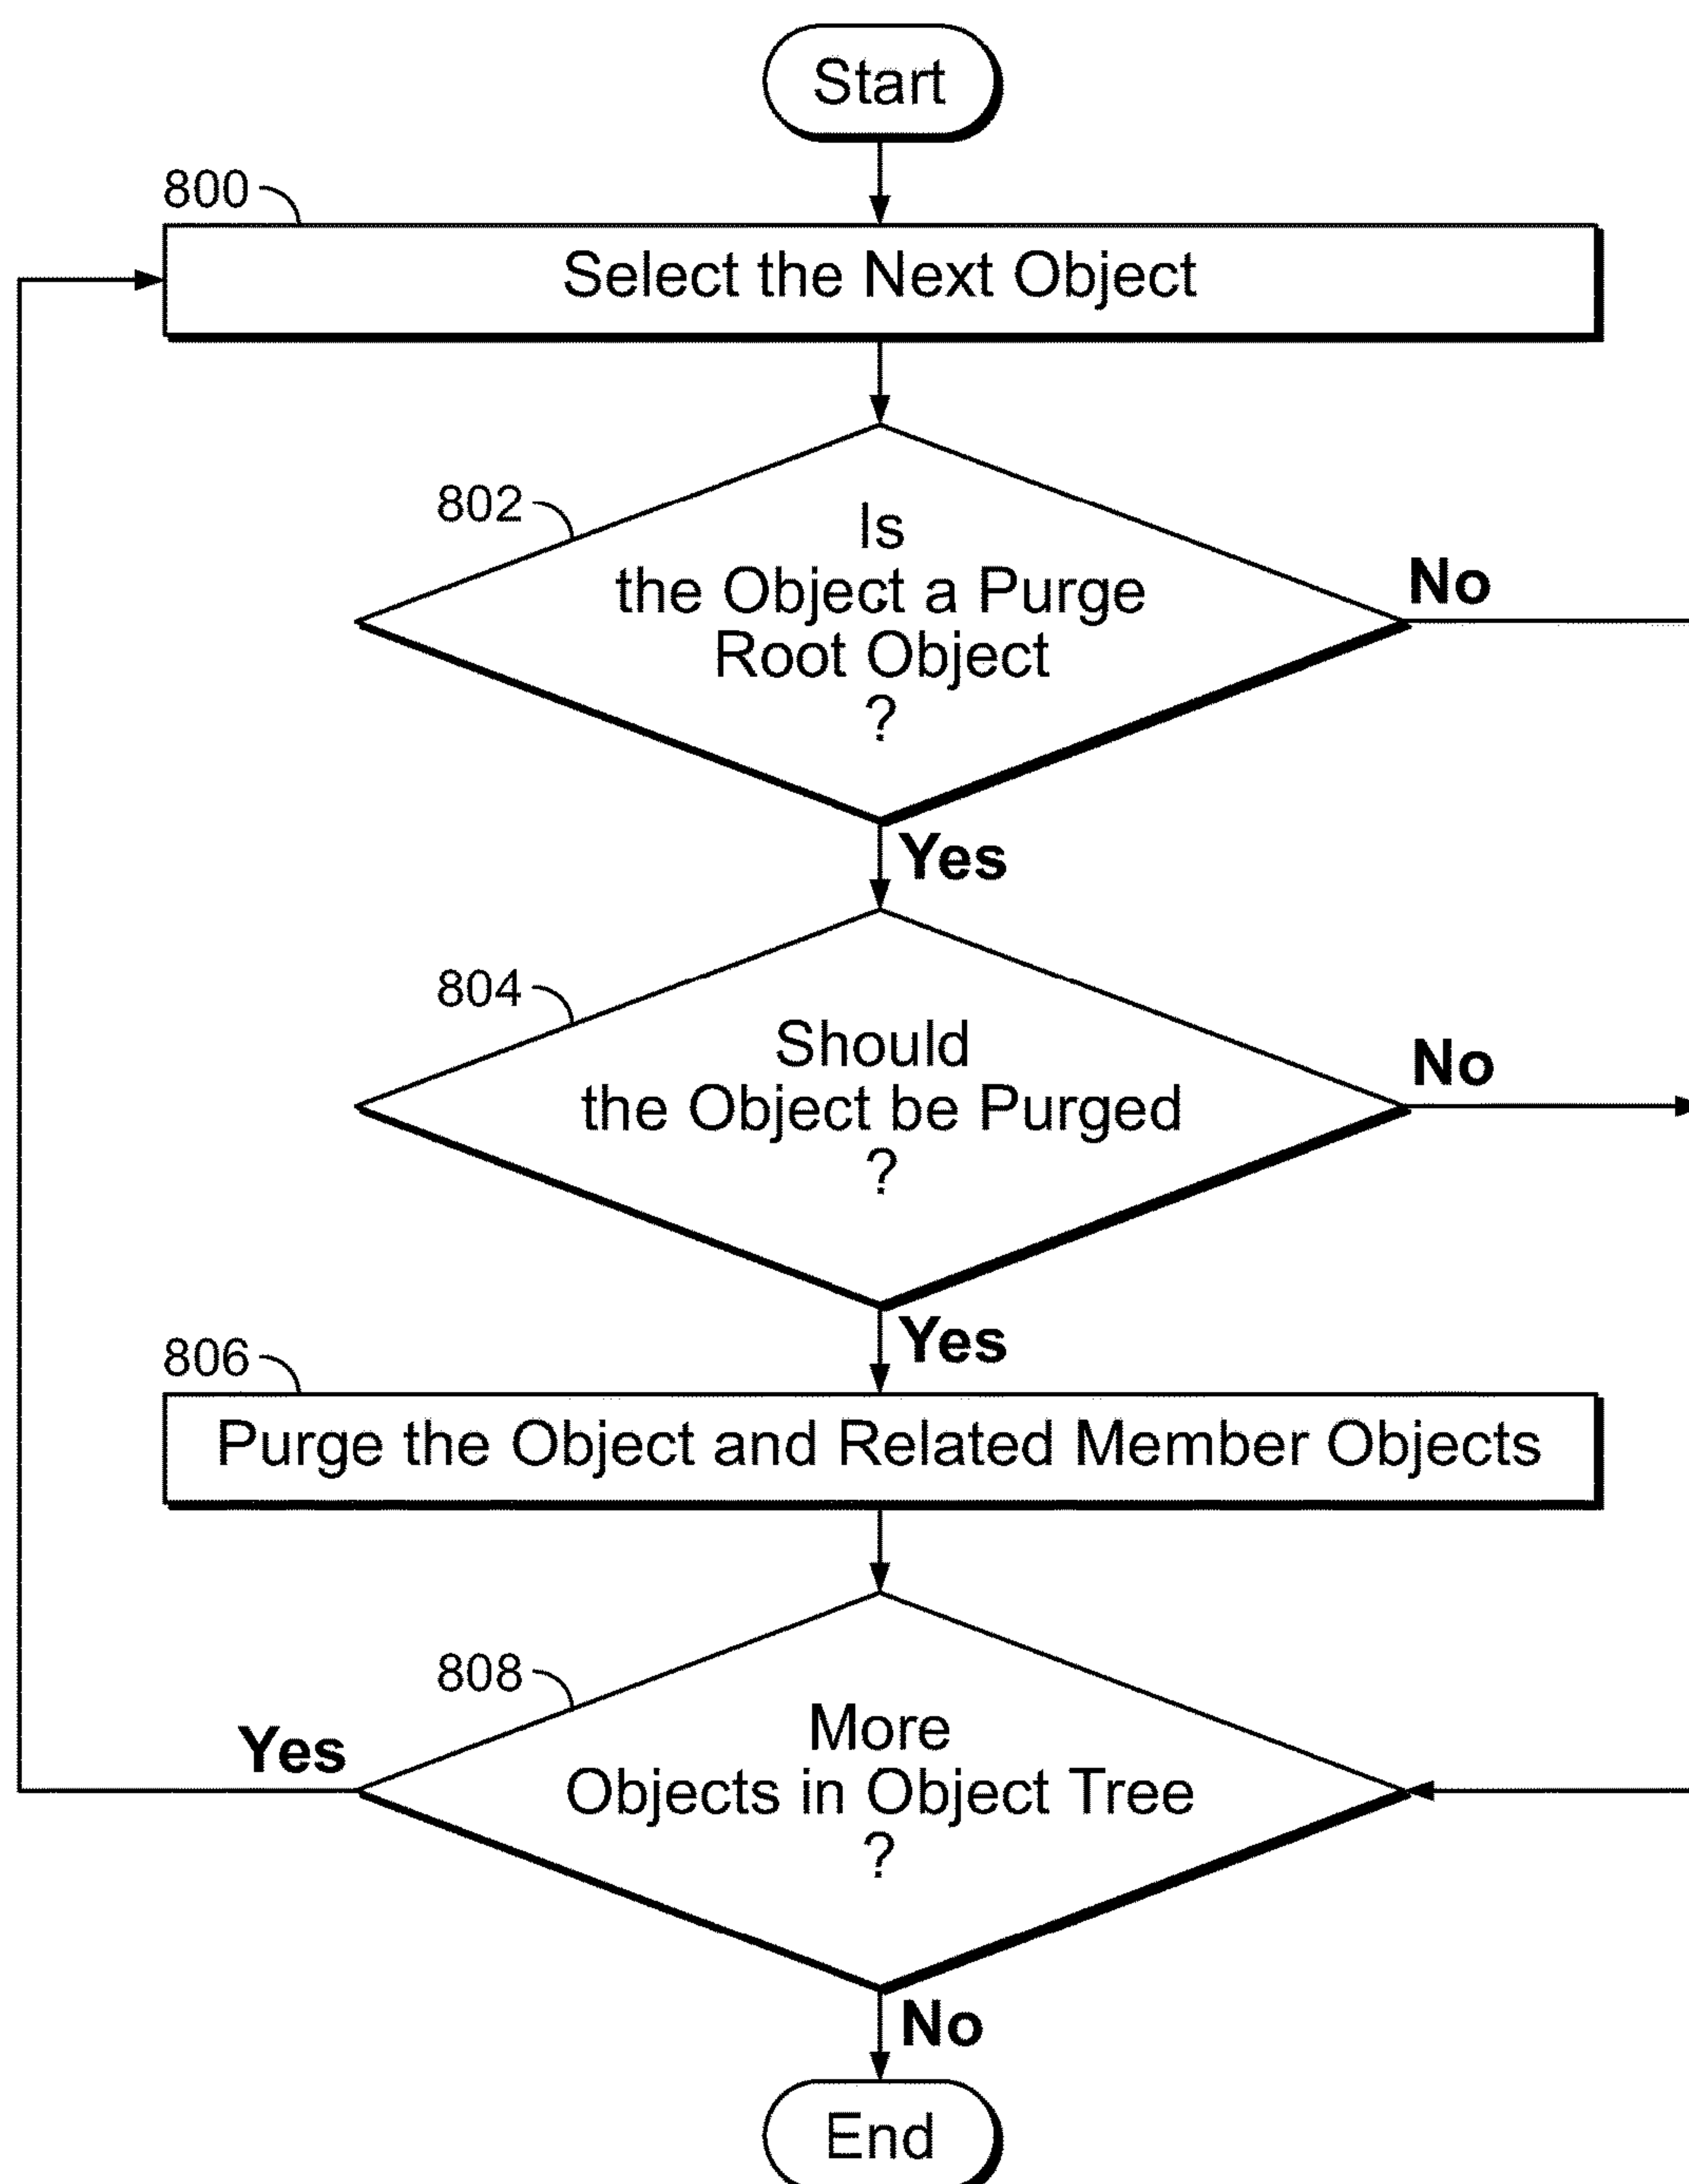 Start
800
Select the Next Object
802
Is
the Object a Purge
Root Object
?
No
Yes
804
Should
the Object be Purged
?
No
Yes
806
Purge the Object and Related Member Objects
808
More
Objects in Object Tree
?
Yes
No
End